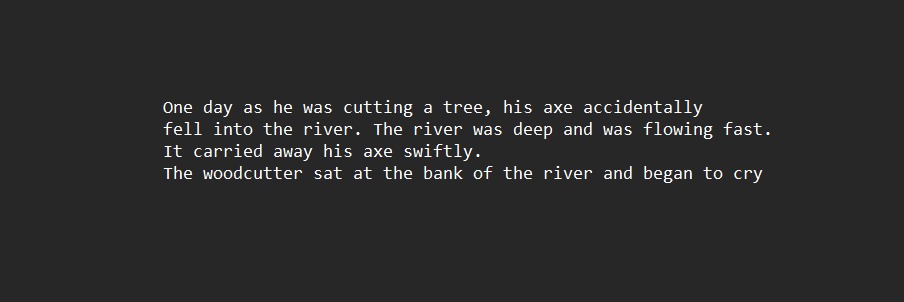 One day as he was cutting a tree, his axe accidentally
fell into the river. The river was deep and was flowing fast.
It carried away his axe swiftly.
The woodcutter sat at the bank of the river and began to cry